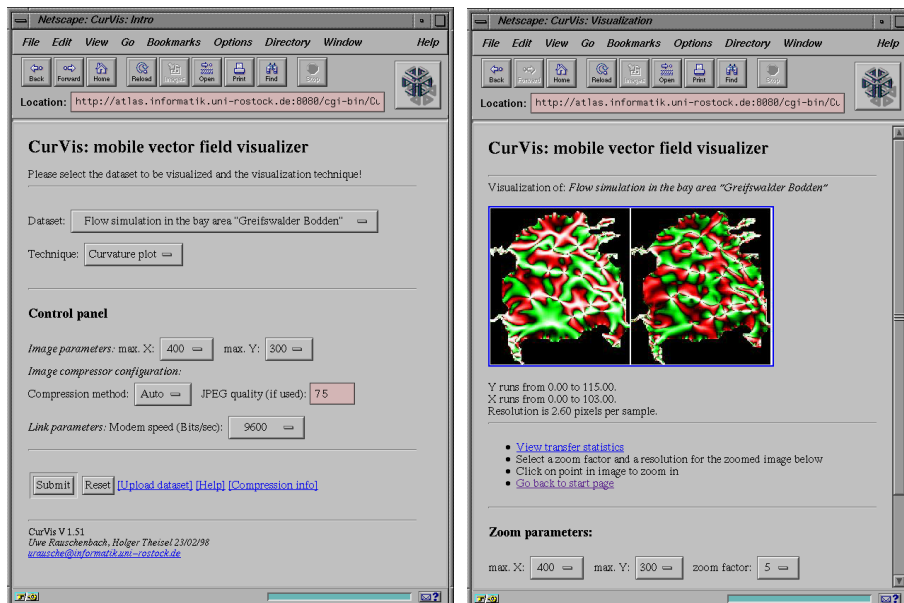 Netscape: CurVis: Intro
File Edit View Go Bookmarks Options Directory Window Help
Back Forward Home Reload Images Open Print Find Stop
Location: http://atlas.informatik.uni-rostock.de:8080/cgi-bin/Cu
CurVis: mobile vector field visualizer
Please select the dataset to be visualized and the visualization technique!
Dataset: Flow simulation in the bay area "Greifswalder Bodden"
Technique: Curvature plot
Control panel
Image parameters: max. X: 400 max. Y: 300
Image compressor configuration:
Compression method: Auto JPEG quality (if used): 75
Link parameters: Modem speed (Bits/sec): 9600
Submit Reset [Upload dataset] [Help] [Compression info]
CurVis V 1.51
Uwe Rauschenbach, Holger Theisel 23/02/98
urausche@informatik.uni-rostock.de
Netscape: CurVis: Visualization
File Edit View Go Bookmarks Options Directory Window Help
Back Forward Home Reload Images Open Print Find Stop
Location: http://atlas.informatik.uni-rostock.de:8080/cgi-bin/Cu
CurVis: mobile vector field visualizer
Visualization of: Flow simulation in the bay area "Greifswalder Bodden"
Y runs from 0.00 to 115.00.
X runs from 0.00 to 103.00.
Resolution is 2.60 pixels per sample.
View transfer statistics
Select a zoom factor and a resolution for the zoomed image below
Click on point in image to zoom in
Go back to start page
Zoom parameters:
max. X: 400 max. Y: 300 zoom factor: 5